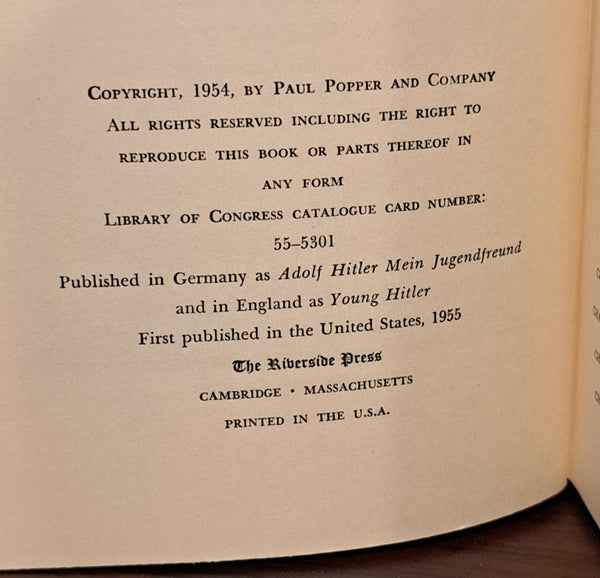 COPYRIGHT, 1954, BY PAUL POPPER AND COMPANY
ALL RIGHTS RESERVED INCLUDING THE RIGHT TO
REPRODUCE THIS BOOK OR PARTS THEREOF IN
ANY FORM
LIBRARY OF CONGRESS CATALOGUE CARD NUMBER:
55–5301
Published in Germany as Adolf Hitler Mein Jugendfreund
and in England as Young Hitler
First published in the United States, 1955
The Riverside Press
CAMBRIDGE · MASSACHUSETTS
PRINTED IN THE U.S.A.